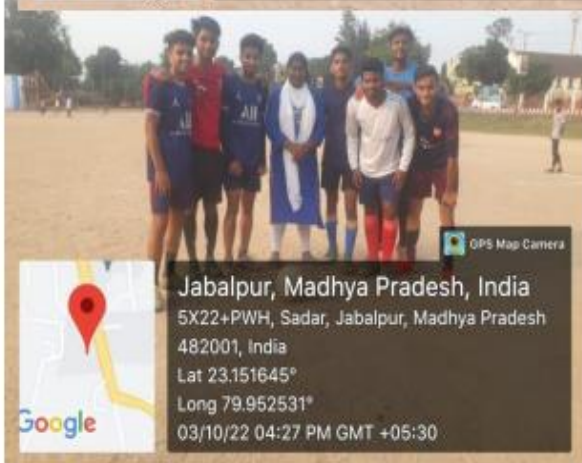 GPS Map Camera
Jabalpur, Madhya Pradesh, India
5X22+PWH, Sadar, Jabalpur, Madhya Pradesh
482001, India
Lat 23.151645°
Long 79.952531°
03/10/22 04:27 PM GMT +05:30
Google